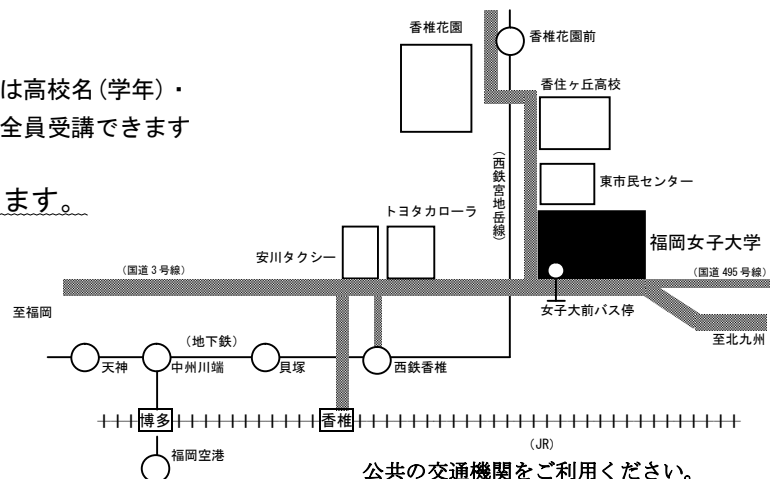 香椎花園
香椎花園前
は高校名(学年)・
全員受講できます
ます。
香住ヶ丘高校
(西鉄宮地岳線)
東市民センター
トヨタカローラ
安川タクシー
福岡女子大学
(国道3号線)
(国道495号線)
至福岡
女子大前バス停
至北九州
(地下鉄)
天神
中州川端
貝塚
西鉄香椎
博多
香椎
(JR)
福岡空港
公共の交通機関をご利用ください。